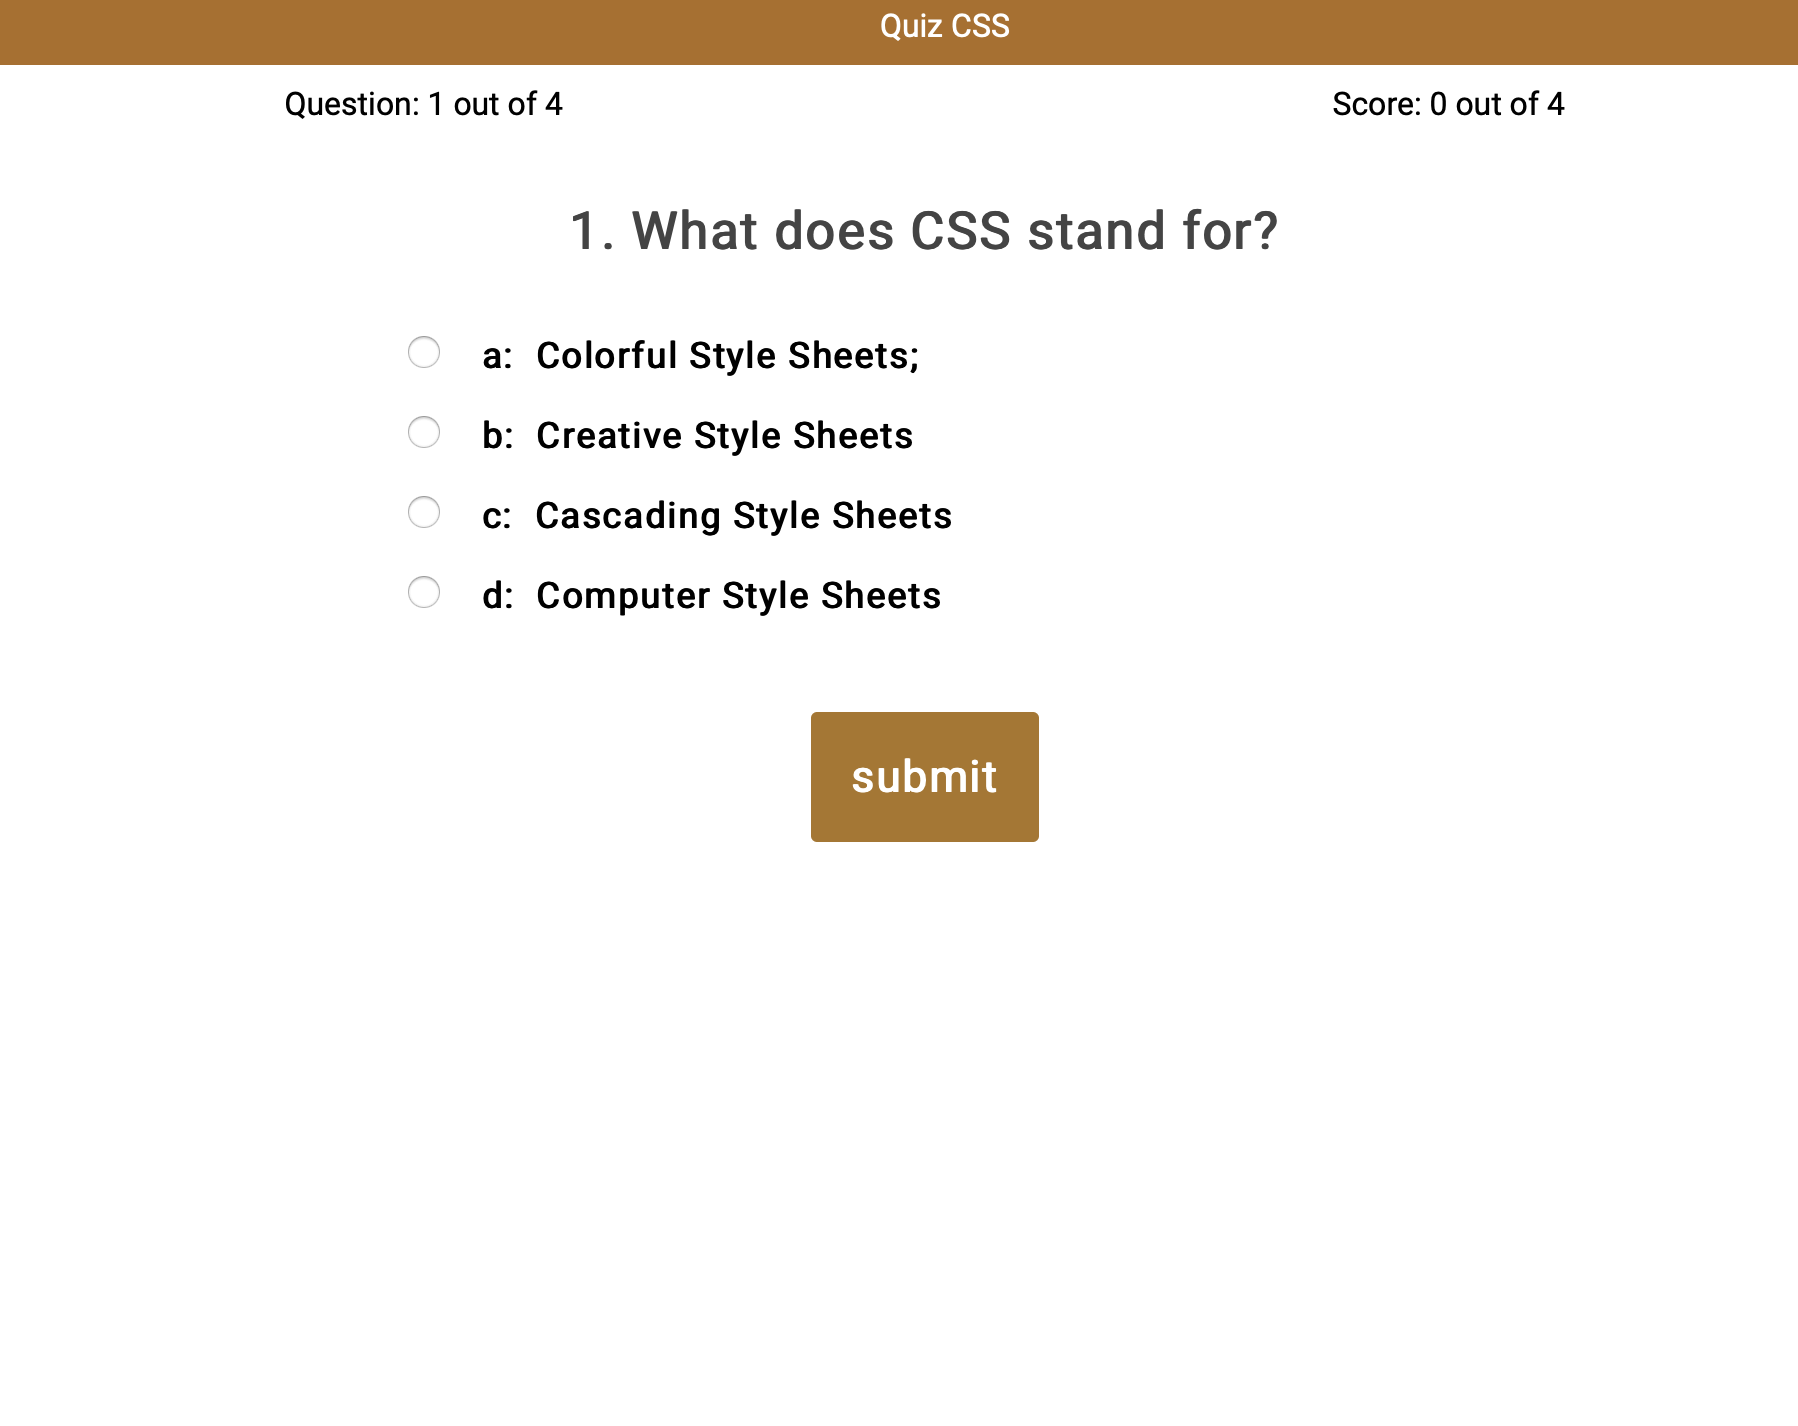 Quiz CSS
Question: 1 out of 4
Score: 0 out of 4
1. What does CSS stand for?
a: Colorful Style Sheets;
b: Creative Style Sheets
c: Cascading Style Sheets
d: Computer Style Sheets
submit